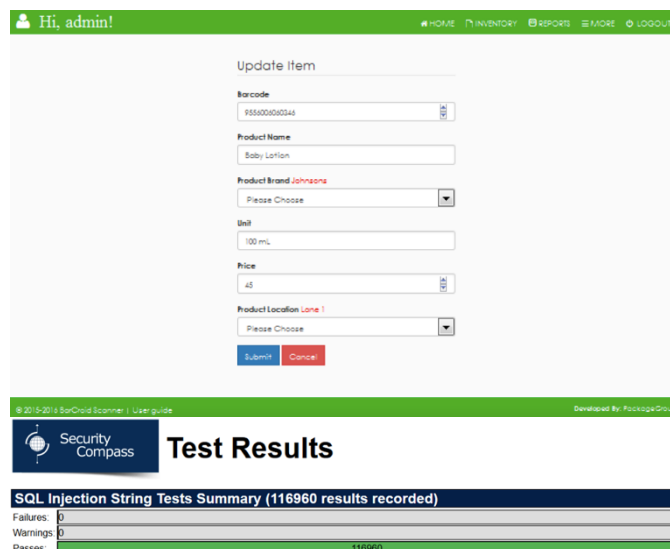 Hi, admin!
HOME INVENTORY REPORTS MORE LOGOUT
Update Item
Barcode
9556006060346
Product Name
Baby Lotion
Product Brand Johnsons
Please Choose
Unit
100 mL
Price
45
Product Location Lane 1
Please Choose
Submit Cancel
© 2015-2016 BarDroid Scanner | User guide
Developed By: PackageGrou
Security
Compass
Test Results
SQL Injection String Tests Summary (116960 results recorded)
Failures: 0
Warnings: 0
Passes: 116960